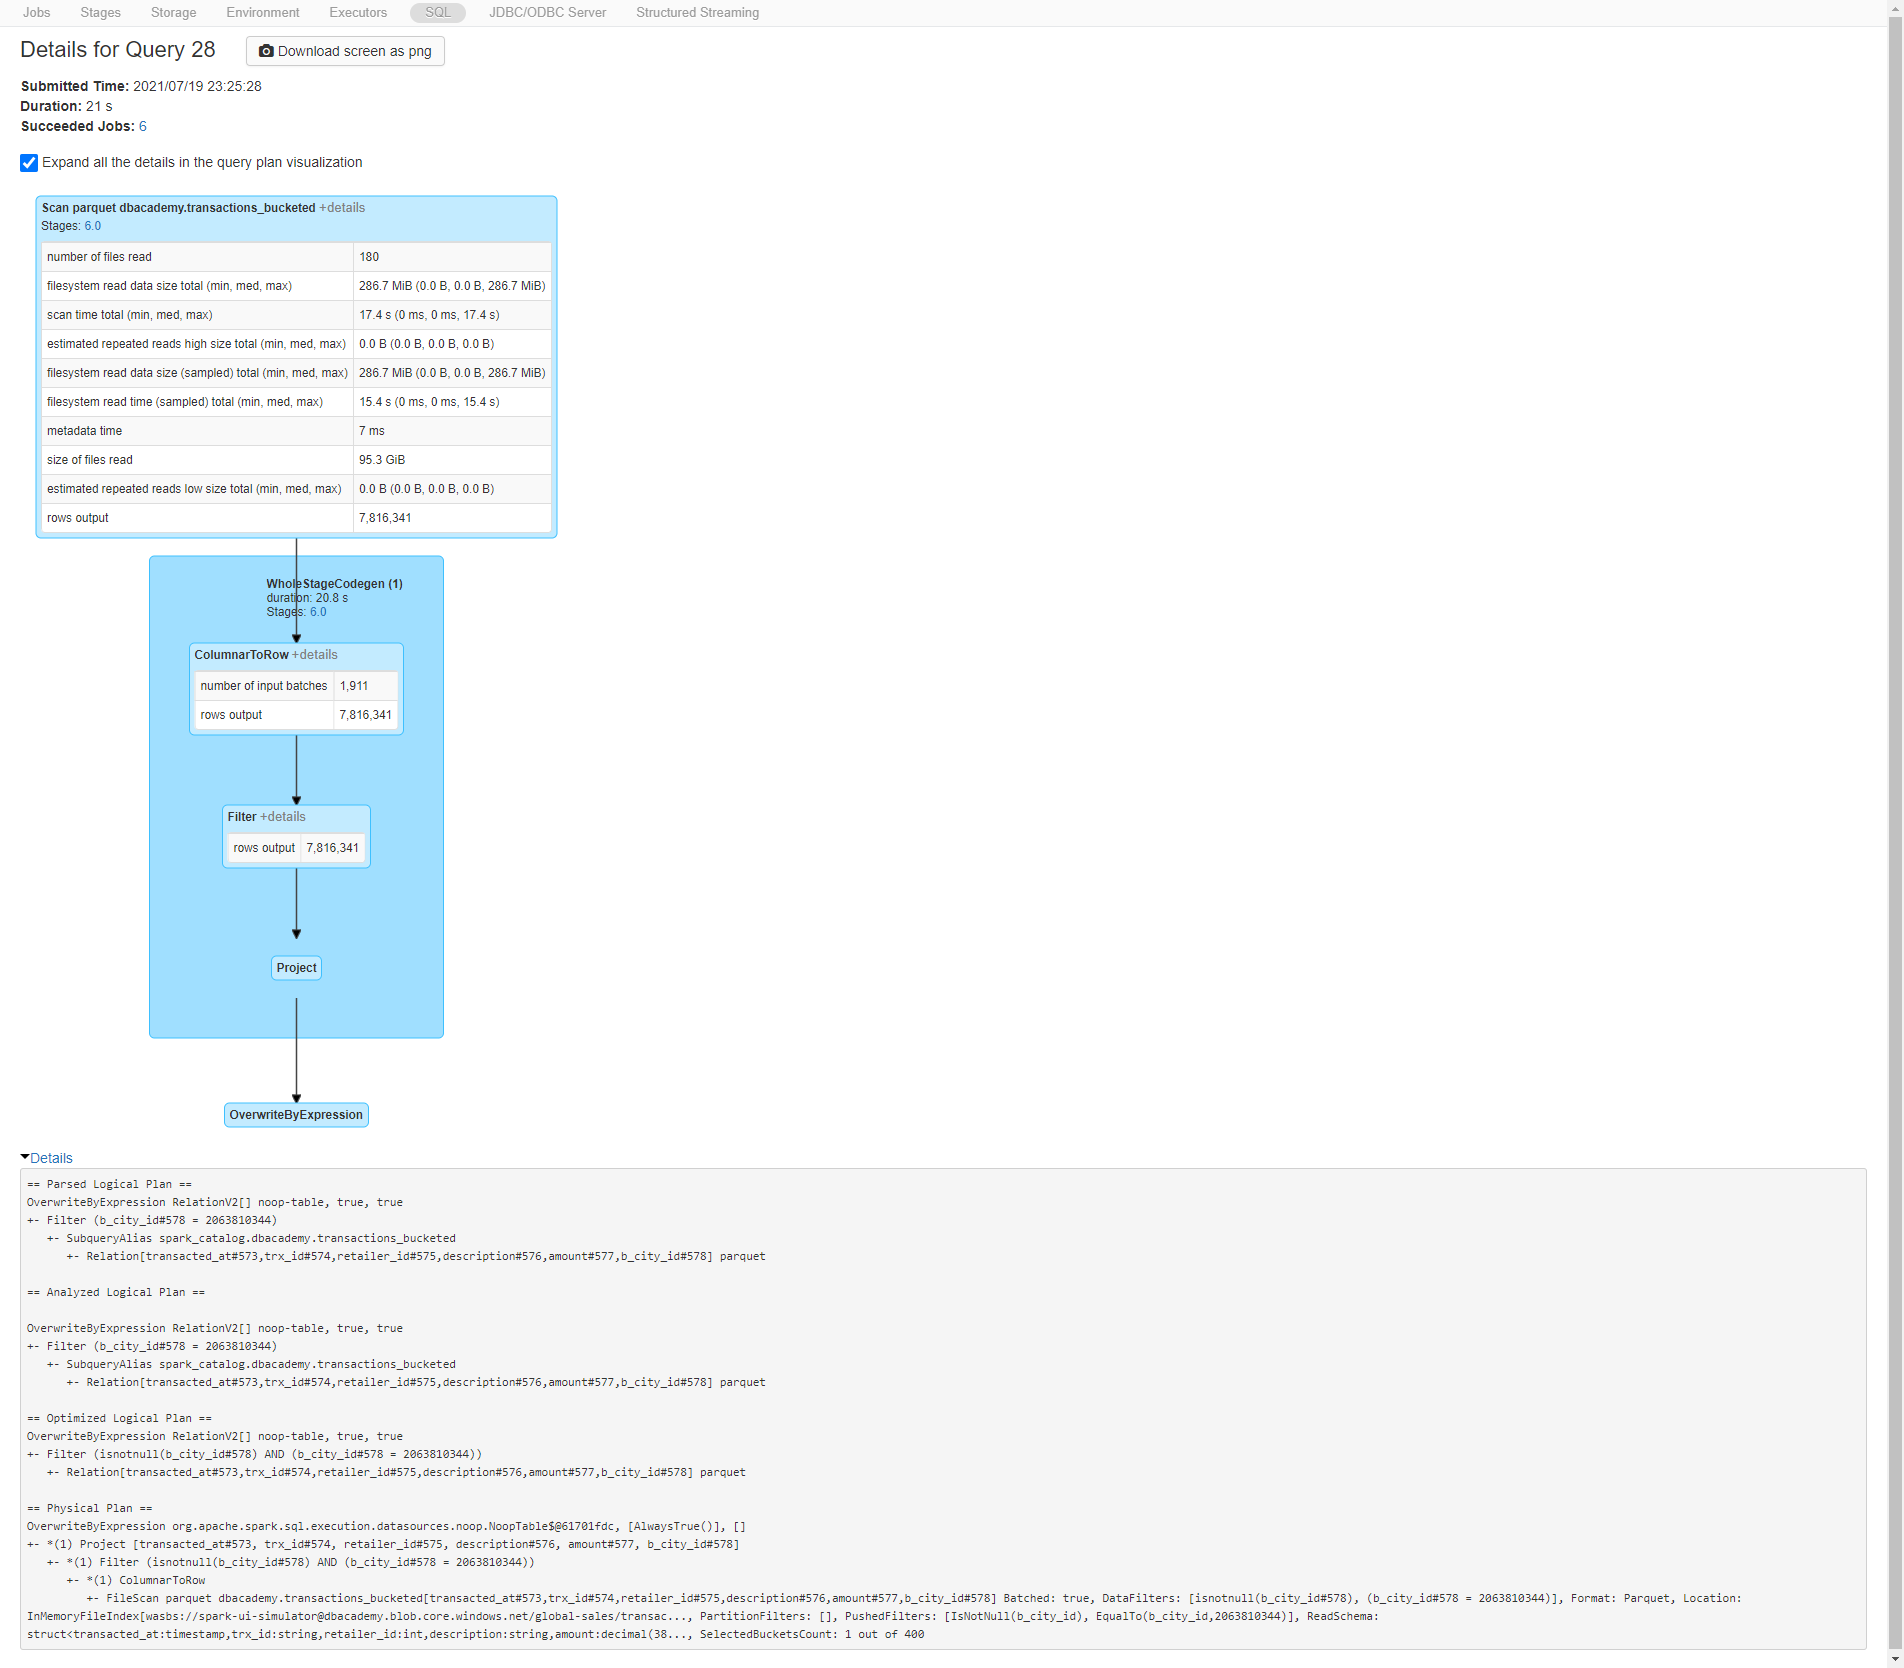 Jobs Stages Storage Environment Executors SQL JDBC/ODBC Server Structured Streaming
Details for Query 28 Download screen as png
Submitted Time: 2021/07/19 23:25:28
Duration: 21 s
Succeeded Jobs: 6
Expand all the details in the query plan visualization
Scan parquet dbacademy.transactions_bucketed +details
Stages: 6.0
number of files read 180
filesystem read data size total (min, med, max) 286.7 MiB (0.0 B, 0.0 B, 286.7 MiB)
scan time total (min, med, max) 17.4 s (0 ms, 0 ms, 17.4 s)
estimated repeated reads high size total (min, med, max) 0.0 B (0.0 B, 0.0 B, 0.0 B)
filesystem read data size (sampled) total (min, med, max) 286.7 MiB (0.0 B, 0.0 B, 286.7 MiB)
filesystem read time (sampled) total (min, med, max) 15.4 s (0 ms, 0 ms, 15.4 s)
metadata time 7 ms
size of files read 95.3 GiB
estimated repeated reads low size total (min, med, max) 0.0 B (0.0 B, 0.0 B, 0.0 B)
rows output 7,816,341
WholeStageCodegen (1)
duration: 20.8 s
Stages: 6.0
ColumnarToRow +details
number of input batches 1,911
rows output 7,816,341
Filter +details
rows output 7,816,341
Project
OverwriteByExpression
Details
== Parsed Logical Plan ==
OverwriteByExpression RelationV2[] noop-table, true, true
+- Filter (b_city_id#578 = 2063810344)
   +- SubqueryAlias spark_catalog.dbacademy.transactions_bucketed
      +- Relation[transacted_at#573,trx_id#574,retailer_id#575,description#576,amount#577,b_city_id#578] parquet
== Analyzed Logical Plan ==
OverwriteByExpression RelationV2[] noop-table, true, true
+- Filter (b_city_id#578 = 2063810344)
   +- SubqueryAlias spark_catalog.dbacademy.transactions_bucketed
      +- Relation[transacted_at#573,trx_id#574,retailer_id#575,description#576,amount#577,b_city_id#578] parquet
== Optimized Logical Plan ==
OverwriteByExpression RelationV2[] noop-table, true, true
+- Filter (isnotnull(b_city_id#578) AND (b_city_id#578 = 2063810344))
   +- Relation[transacted_at#573,trx_id#574,retailer_id#575,description#576,amount#577,b_city_id#578] parquet
== Physical Plan ==
OverwriteByExpression org.apache.spark.sql.execution.datasources.noop.NoopTable$@61701fdc, [AlwaysTrue()], []
+- *(1) Project [transacted_at#573, trx_id#574, retailer_id#575, description#576, amount#577, b_city_id#578]
   +- *(1) Filter (isnotnull(b_city_id#578) AND (b_city_id#578 = 2063810344))
      +- *(1) ColumnarToRow
         +- FileScan parquet dbacademy.transactions_bucketed[transacted_at#573,trx_id#574,retailer_id#575,description#576,amount#577,b_city_id#578] Batched: true, DataFilters: [isnotnull(b_city_id#578), (b_city_id#578 = 2063810344)], Format: Parquet, Location:
InMemoryFileIndex[wasbs://spark-ui-simulator@dbacademy.blob.core.windows.net/global-sales/transac..., PartitionFilters: [], PushedFilters: [IsNotNull(b_city_id), EqualTo(b_city_id,2063810344)], ReadSchema:
struct<transacted_at:timestamp,trx_id:string,retailer_id:int,description:string,amount:decimal(38..., SelectedBucketsCount: 1 out of 400